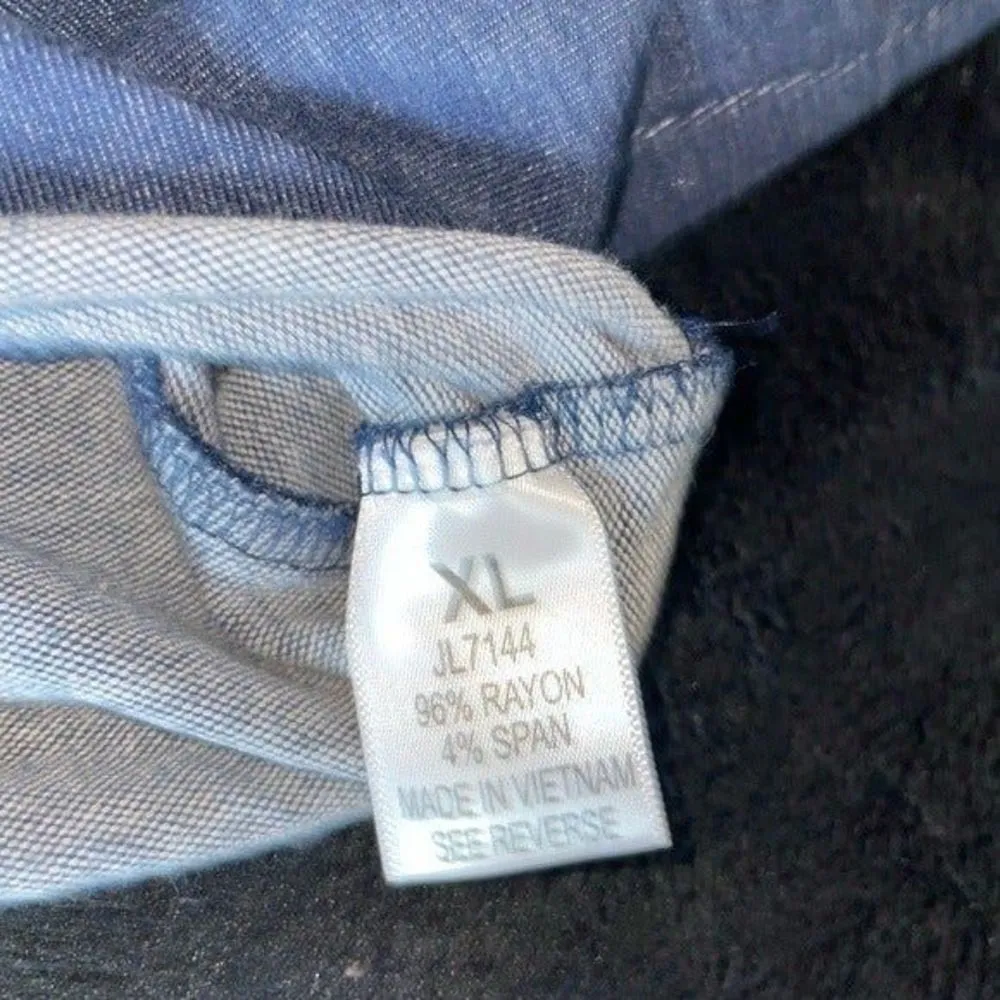 XL
JL7144
96% RAYON
4% SPAN
MADE IN VIETNAM
SEE REVERSE